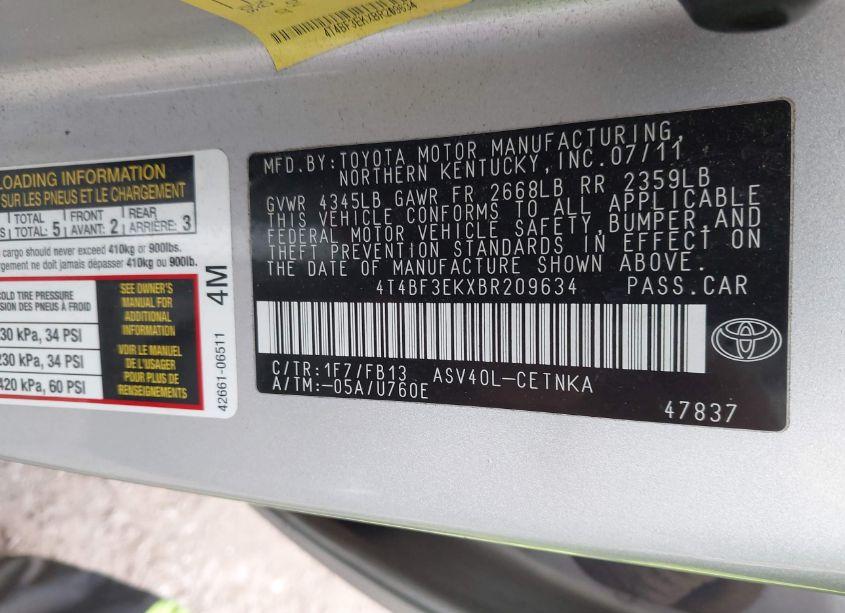 4T4BF3EKXBR209634
LOADING INFORMATION
SUR LES PNEUS ET LE CHARGEMENT
TOTAL FRONT REAR
TOTAL: 5 AVANT: 2 ARRIÈRE: 3
cargo should never exceed 410kg or 900lbs.
ne doit jamais dépasser 410kg ou 900lb.
COLD TIRE PRESSURE
DES PNEUS À FROID
SEE OWNER'S
MANUAL FOR
ADDITIONAL
INFORMATION
VOIR LE MANUEL
DE L'USAGER
POUR PLUS DE
RENSEIGNEMENTS
230 kPa, 34 PSI
230 kPa, 34 PSI
420 kPa, 60 PSI
4M
42661-06511
MFD.BY: TOYOTA MOTOR MANUFACTURING,
NORTHERN KENTUCKY, INC. 07/11
GVWR 4345LB GAWR FR 2668LB RR 2359LB
THIS VEHICLE CONFORMS TO ALL APPLICABLE
FEDERAL MOTOR VEHICLE SAFETY, BUMPER, AND
THEFT PREVENTION STANDARDS IN EFFECT ON
THE DATE OF MANUFACTURE SHOWN ABOVE.
4T4BF3EKXBR209634 PASS.CAR
C/TR: 1F7/FB13 ASV40L-CETNKA
A/TM:-05A/U760E
47837